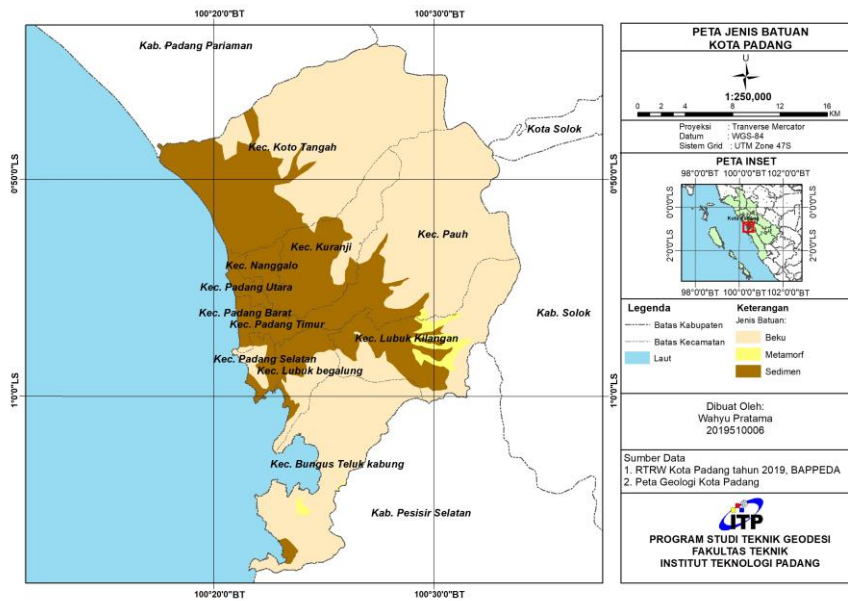 100°20'0"BT 100°30'0"BT
Kab. Padang Pariaman
Kota Solok
Kec. Koto Tangah
0°50'0"LS 0°50'0"LS
Kec. Pauh
Kec. Kuranji
Kec. Nanggalo
Kec. Padang Utara
Kec. Padang Barat
Kec. Padang Timur
Kab. Solok
Kec. Lubuk Kilangan
Kec. Padang Selatan
Kec. Lubuk begalung
1°0'0"LS 1°0'0"LS
Kec. Bungus Teluk kabung
Kab. Pesisir Selatan
100°20'0"BT 100°30'0"BT
PETA JENIS BATUAN
KOTA PADANG
U
1:250,000
0 2 4 8 12 16
KM
Proyeksi : Tranverse Mercator
Datum : WGS-84
Sistem Grid : UTM Zone 47S
PETA INSET
98°0'0"BT 100°0'0"BT 102°0'0"BT
0°0'0"LS 0°0'0"LS
2°0'0"LS 2°0'0"LS
98°0'0"BT 100°0'0"BT 102°0'0"BT
Legenda
Batas Kabupaten
Batas Kecamatan
Laut
Keterangan
Jenis Batuan:
Beku
Metamorf
Sedimen
Dibuat Oleh:
Wahyu Pratama
2019510006
Sumber Data
1. RTRW Kota Padang tahun 2019, BAPPEDA
2. Peta Geologi Kota Padang
ITP
PROGRAM STUDI TEKNIK GEODESI
FAKULTAS TEKNIK
INSTITUT TEKNOLOGI PADANG